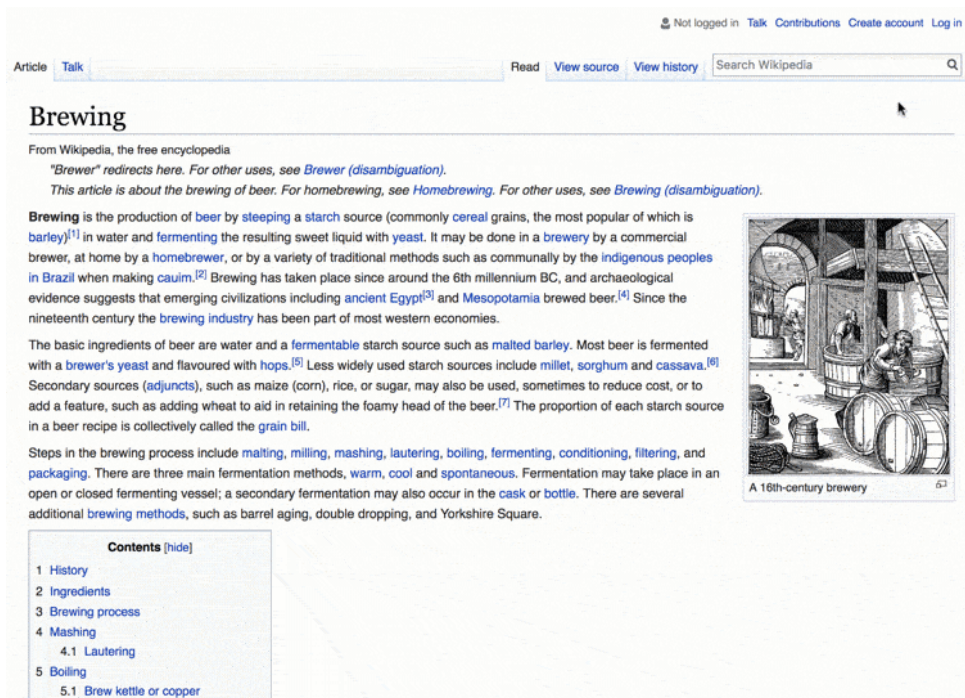 Not logged in Talk Contributions Create account Log in
Article Talk Read View source View history Search Wikipedia
Brewing
From Wikipedia, the free encyclopedia
"Brewer" redirects here. For other uses, see Brewer (disambiguation).
This article is about the brewing of beer. For homebrewing, see Homebrewing. For other uses, see Brewing (disambiguation).
Brewing is the production of beer by steeping a starch source (commonly cereal grains, the most popular of which is
barley)[1] in water and fermenting the resulting sweet liquid with yeast. It may be done in a brewery by a commercial
brewer, at home by a homebrewer, or by a variety of traditional methods such as communally by the indigenous peoples
in Brazil when making cauim.[2] Brewing has taken place since around the 6th millennium BC, and archaeological
evidence suggests that emerging civilizations including ancient Egypt[3] and Mesopotamia brewed beer.[4] Since the
nineteenth century the brewing industry has been part of most western economies.
The basic ingredients of beer are water and a fermentable starch source such as malted barley. Most beer is fermented
with a brewer's yeast and flavoured with hops.[5] Less widely used starch sources include millet, sorghum and cassava.[6]
Secondary sources (adjuncts), such as maize (corn), rice, or sugar, may also be used, sometimes to reduce cost, or to
add a feature, such as adding wheat to aid in retaining the foamy head of the beer.[7] The proportion of each starch source
in a beer recipe is collectively called the grain bill.
Steps in the brewing process include malting, milling, mashing, lautering, boiling, fermenting, conditioning, filtering, and
packaging. There are three main fermentation methods, warm, cool and spontaneous. Fermentation may take place in an
open or closed fermenting vessel; a secondary fermentation may also occur in the cask or bottle. There are several
additional brewing methods, such as barrel aging, double dropping, and Yorkshire Square.
A 16th-century brewery
Contents [hide]
1 History
2 Ingredients
3 Brewing process
4 Mashing
4.1 Lautering
5 Boiling
5.1 Brew kettle or copper